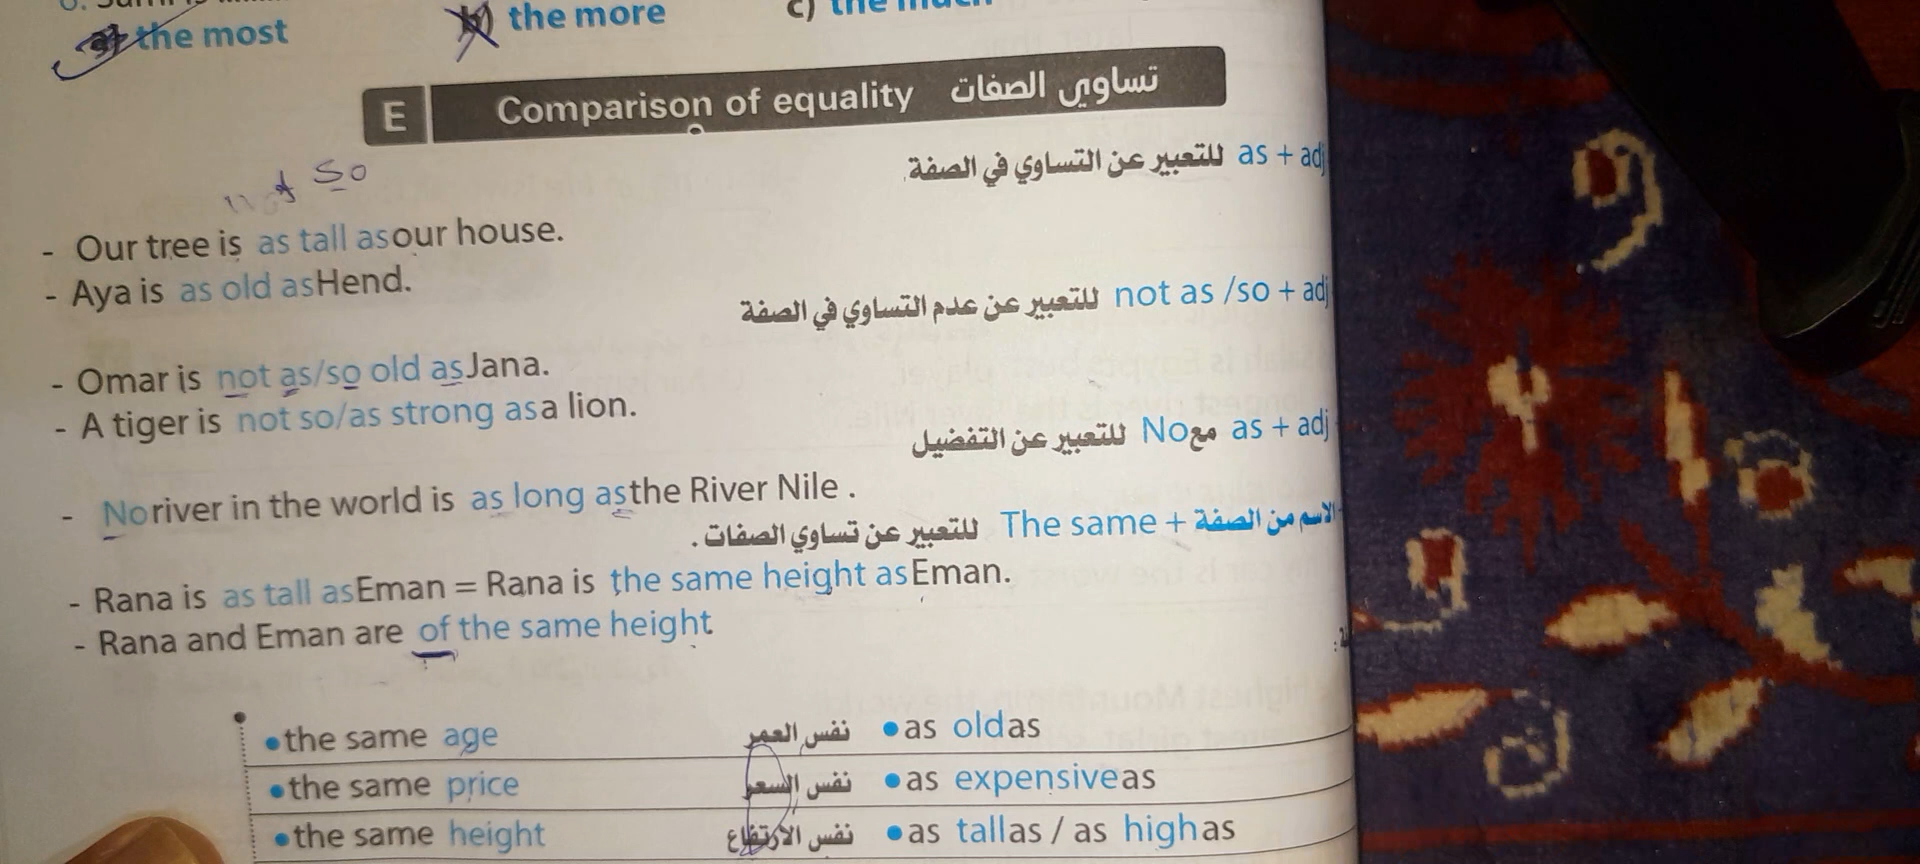 the most the more c) the much
E Comparison of equality تساوي الصفات
as + adj للتعبير عن التساوي في الصفة.
not so
- Our tree is as tall as our house.
- Aya is as old as Hend.
not as /so + adj للتعبير عن عدم التساوي في الصفة
- Omar is not as/so old as Jana.
- A tiger is not so/as strong as a lion.
as + adj مع No للتعبير عن التفضيل
- No river in the world is as long as the River Nile .
الاسم من الصفة + The same للتعبير عن تساوي الصفات .
- Rana is as tall as Eman = Rana is the same height as Eman.
- Rana and Eman are of the same height.
• the same age نفس العمر • as old as
• the same price نفس السعر • as expensive as
• the same height نفس الارتفاع • as tall as / as high as